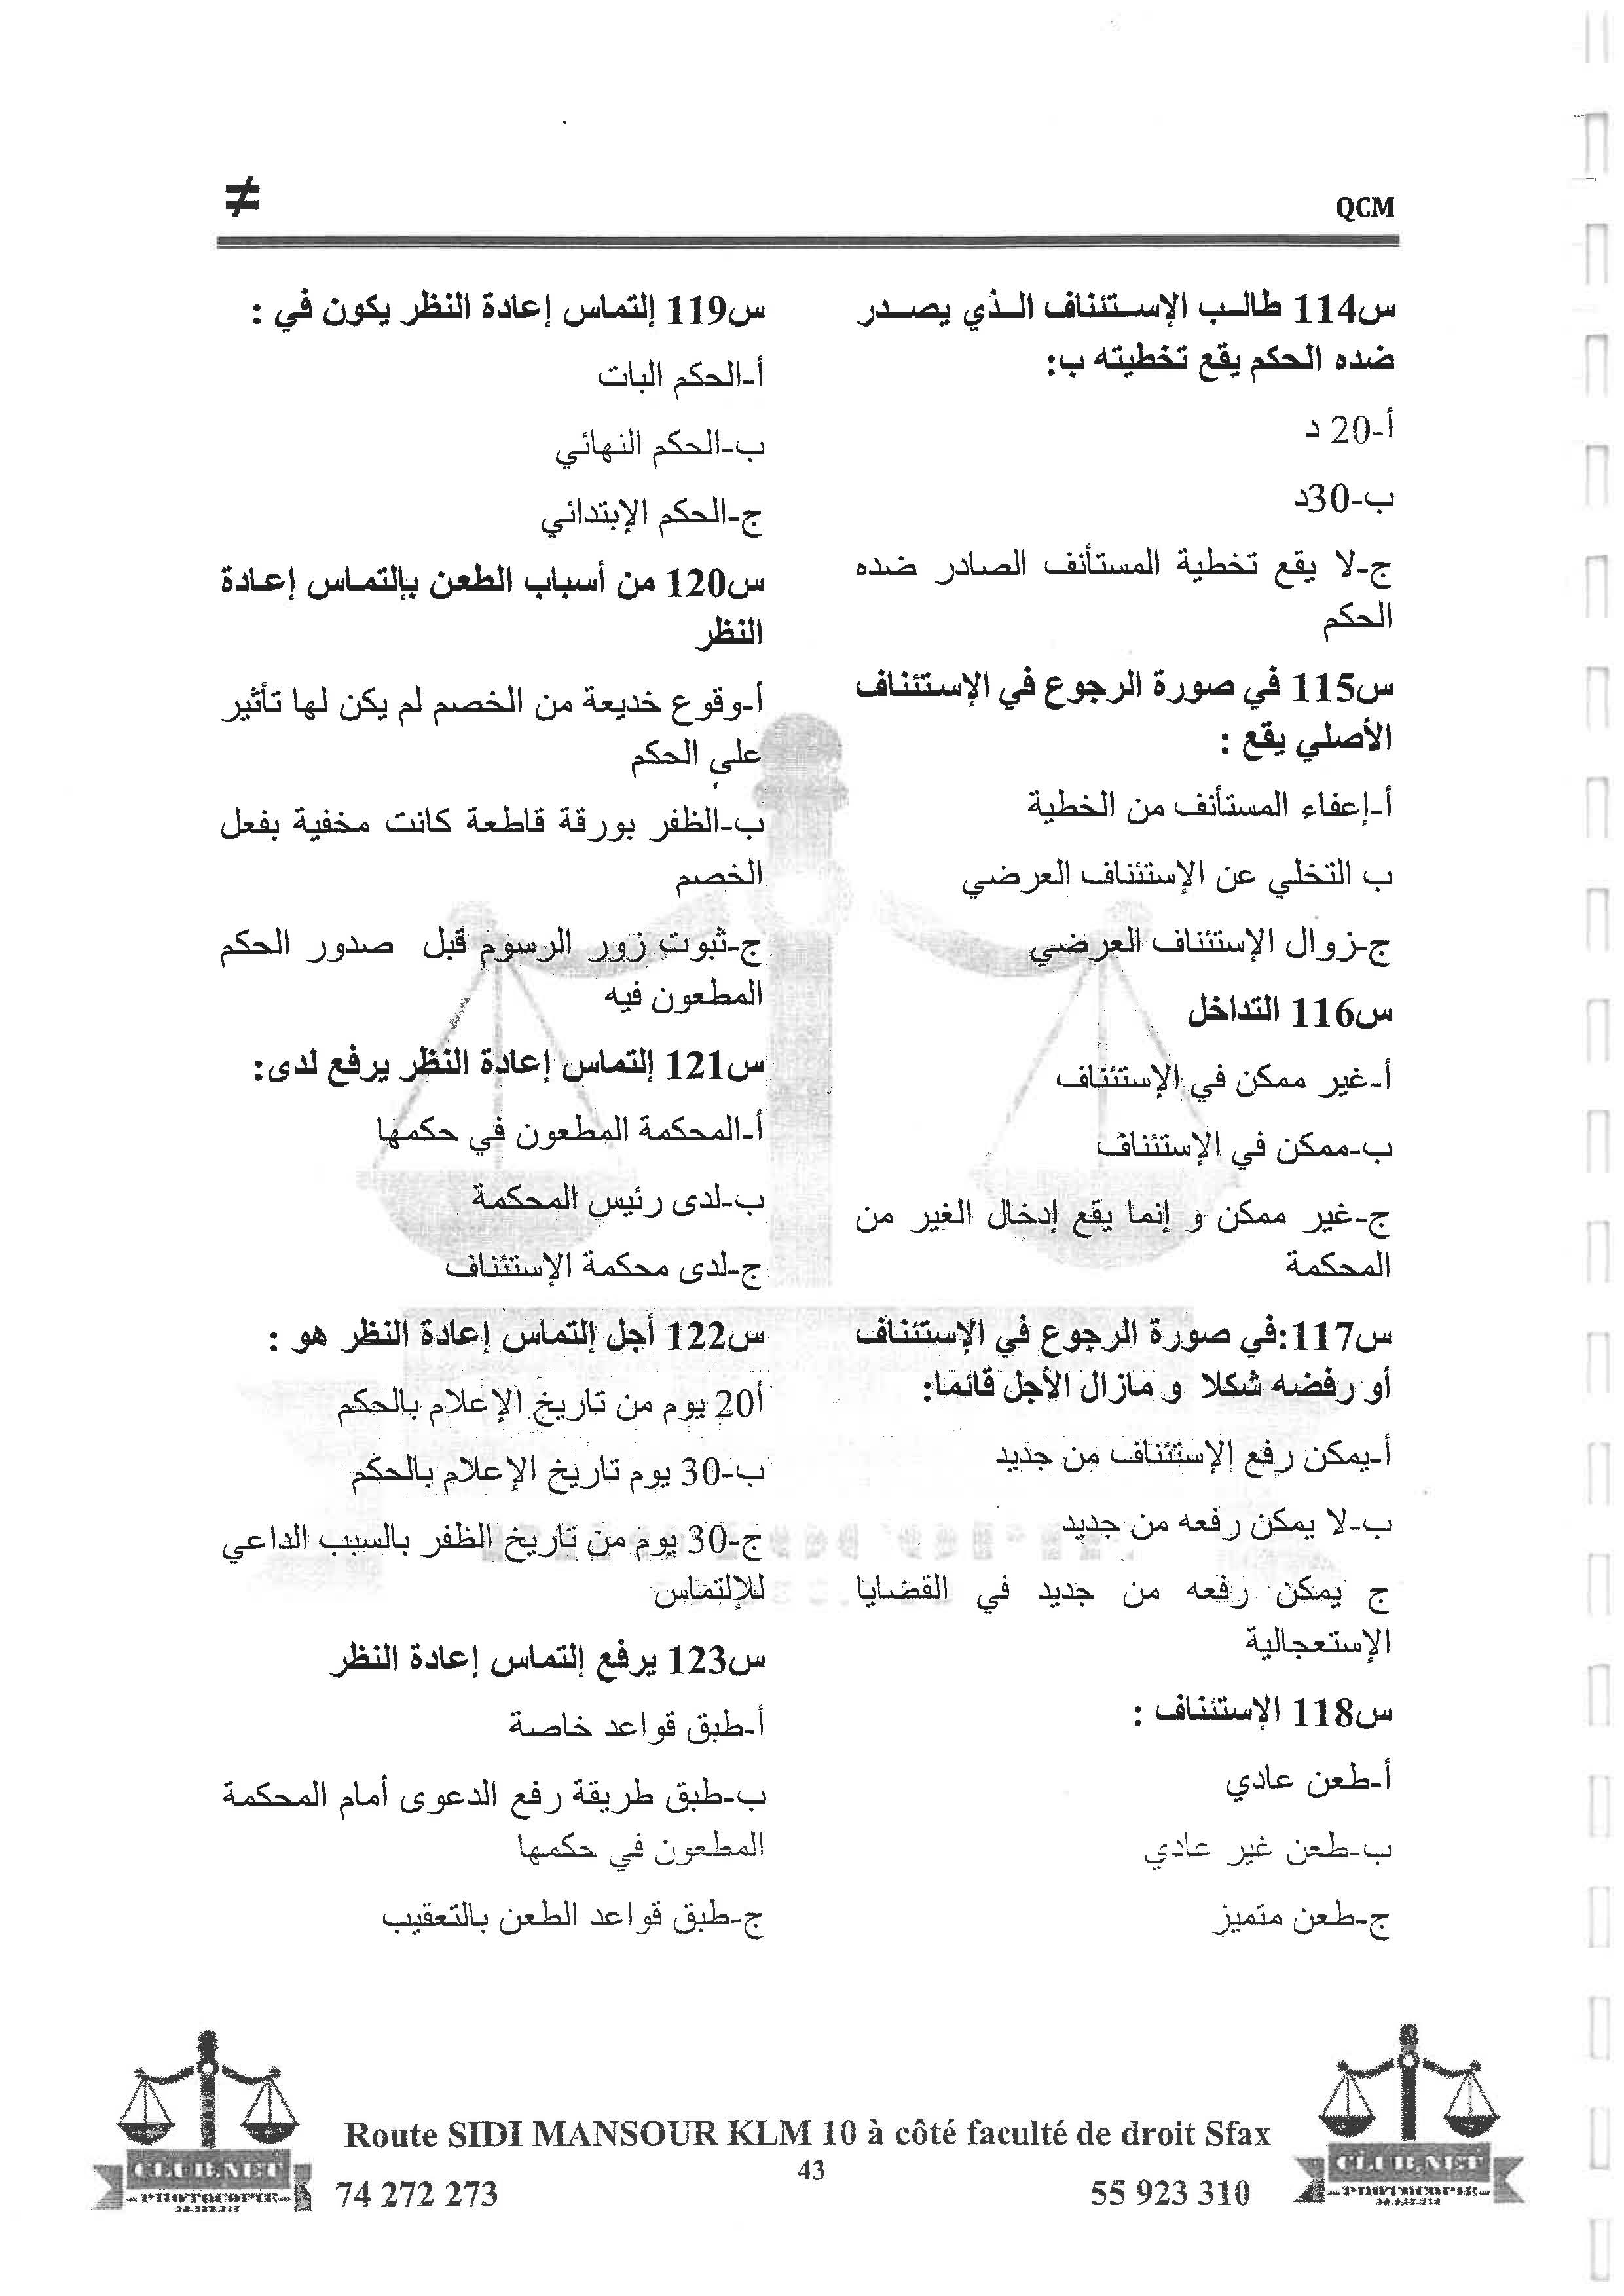 ≠
QCM
س114 طالب الإستئناف الذي يصدر
ضده الحكم يقع تخطيته ب:
أ-20 د
ب-30د
ج-لا يقع تخطية المستأنف الصادر ضده
الحكم
س115 في صورة الرجوع في الإستئناف
الأصلي يقع :
أ-إعفاء المستأنف من الخطية
ب التخلي عن الإستئناف العرضي
ج-زوال الإستئناف العرضي
س116 التداخل
أ-غير ممكن في الإستئناف
ب-ممكن في الإستئناف
ج-غير ممكن و إنما يقع إدخال الغير من
المحكمة
س117:في صورة الرجوع في الإستئناف
أو رفضه شكلا و مازال الأجل قائما:
أ-يمكن رفع الإستئناف من جديد
ب-لا يمكن رفعه من جديد
ج يمكن رفعه من جديد في القضايا
الإستعجالية
س118 الإستئناف :
أ-طعن عادي
ب-طعن غير عادي
ج-طعن متميز
س119 إلتماس إعادة النظر يكون في :
أ-الحكم البات
ب-الحكم النهائي
ج-الحكم الإبتدائي
س120 من أسباب الطعن بإلتماس إعادة
النظر
أ-وقوع خديعة من الخصم لم يكن لها تأثير
على الحكم
ب-الظفر بورقة قاطعة كانت مخفية بفعل
الخصم
ج-ثبوت زور الرسوم قبل صدور الحكم
المطعون فيه
س121 إلتماس إعادة النظر يرفع لدى:
أ-المحكمة المطعون في حكمها
ب-لدى رئيس المحكمة
ج-لدى محكمة الإستئناف
س122 أجل إلتماس إعادة النظر هو :
أ20 يوم من تاريخ الإعلام بالحكم
ب-30 يوم تاريخ الإعلام بالحكم
ج-30 يوم من تاريخ الظفر بالسبب الداعي
للإلتماس
س123 يرفع إلتماس إعادة النظر
أ-طبق قواعد خاصة
ب-طبق طريقة رفع الدعوى أمام المحكمة
المطعون في حكمها
ج-طبق قواعد الطعن بالتعقيب
Route SIDI MANSOUR KLM 10 à côté faculté de droit Sfax
43
74 272 273
55 923 310
CLUB.NET
-PHOTOCOPIE-
CLUB.NET
-PHOTOCOPIE-